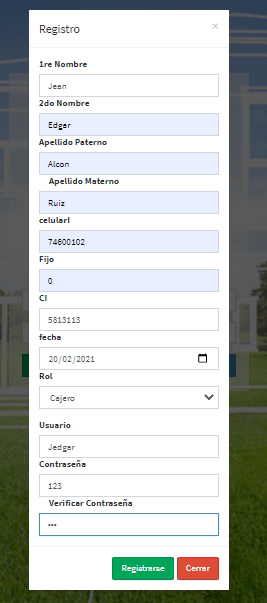 Registro ×
1re Nombre
Jean
2do Nombre
Edgar
Apellido Paterno
Alcon
Apellido Materno
Ruiz
celularl
74600102
Fijo
0
CI
5813113
fecha
20/02/2021
Rol
Cajero
Usuario
Jedgar
Contraseña
123
Verificar Contraseña
•••
Registrarse Cerrar